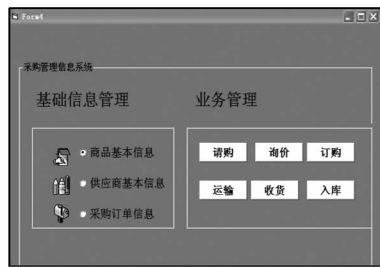 Form4
采购管理信息系统
基础信息管理 业务管理
商品基本信息
供应商基本信息
采购订单信息
请购 询价 订购
运输 收货 入库